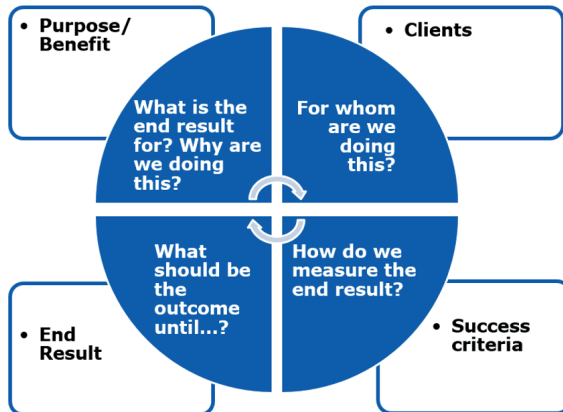 • Purpose/
Benefit
• Clients
What is the
end result
for? Why are
we doing
this?
For whom
are we
doing
this?
What
should be
the
outcome
until...?
How do we
measure the
end result?
• End
Result
• Success
criteria